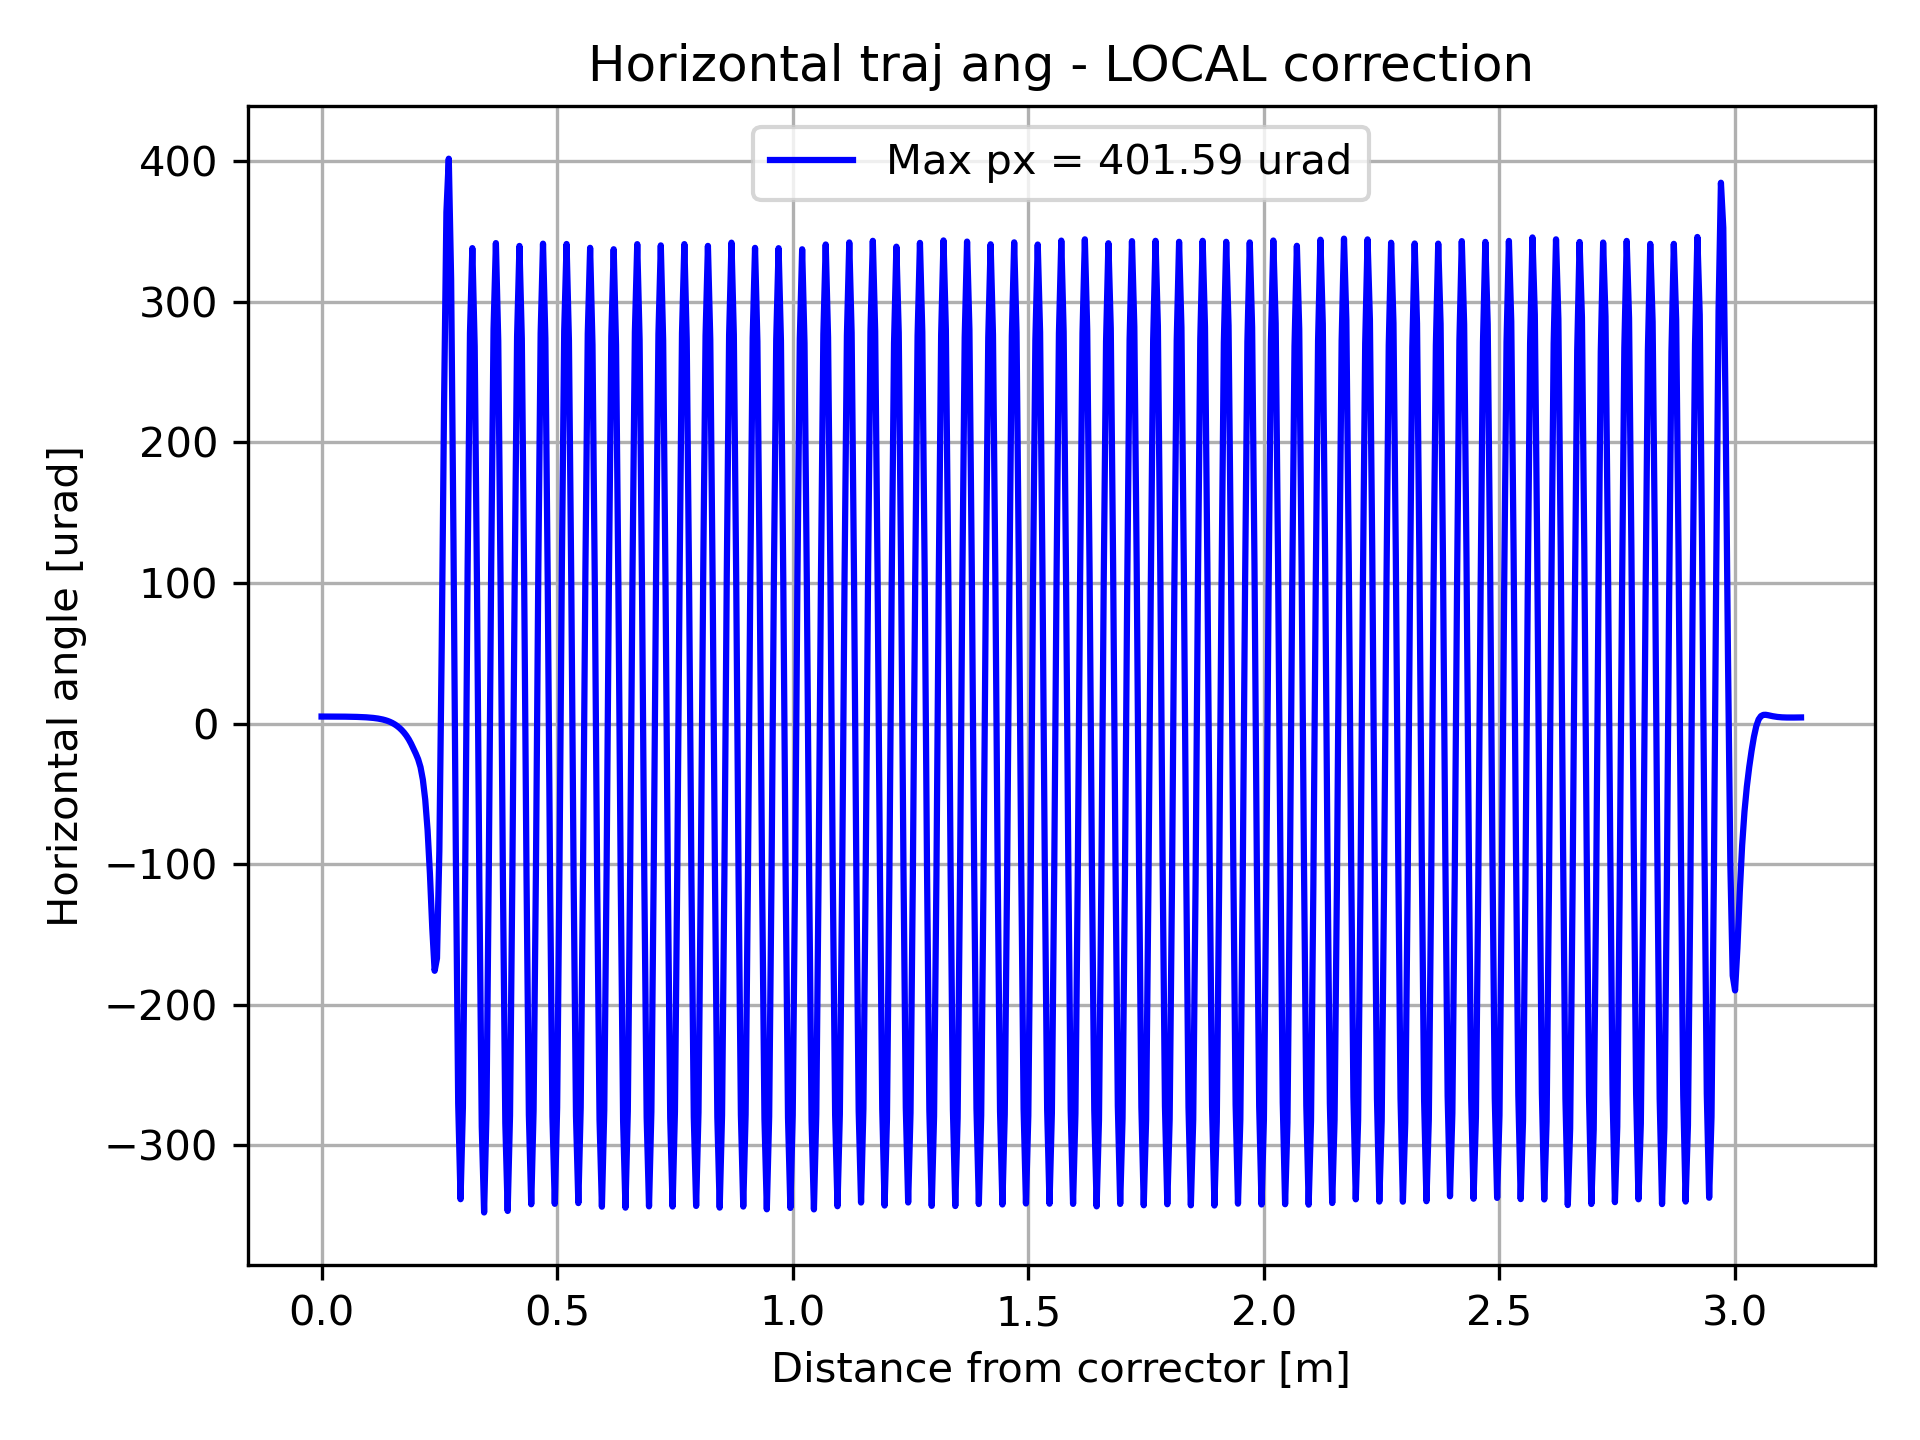 Horizontal traj ang - LOCAL correction
Max px = 401.59 urad
400
300
200
100
0
−100
−200
−300
Horizontal angle [urad]
0.0 0.5 1.0 1.5 2.0 2.5 3.0
Distance from corrector [m]